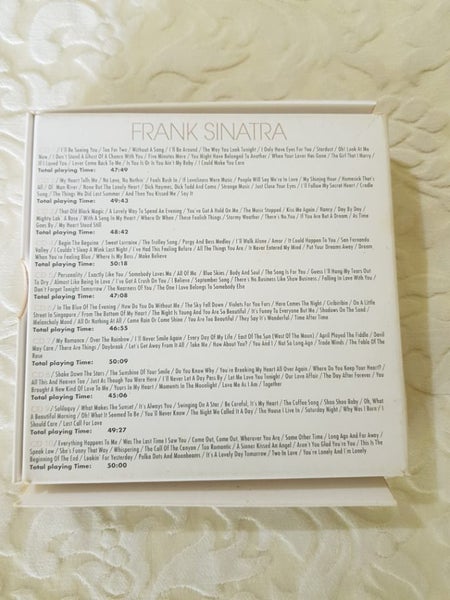 FRANK SINATRA
CD 1 / I'll Be Seeing You / Tea For Two / Without A Song / I'll Be Around / The Way You Look Tonight / I Only Have Eyes For You / Stardust / Oh! Look At Me
Now / I Don't Stand A Ghost Of A Chance With You / Five Minutes More / You Might Have Belonged To Another / When Your Lover Has Gone / The Girl That I Marry /
If I Loved You / Lover Come Back To Me / Is You Is Or Is You Ain't My Baby / I Could Make You Care
Total playing Time: 47:49
My Heart Tells Me / No Love, No Nothin / Fools Rush In / If Loveliness Were Music / People Will Say We're In Love / My Shining Hour / Homesick That's
All / Ol' Man River / None But The Lonely Heart / Dick Haymes, Dick Todd And Como / Strange Music / Just Close Your Eyes / I'll Follow My Secret Heart / Cradle
Song / The Things We Did Last Summer / And Then You Kissed Me / Say It
Total playing Time: 49:43
That Old Black Magic / A Lovely Way To Spend An Evening / You've Got A Hold On Me / The Music Stopped / Kiss Me Again / Nancy / Day By Day /
Mighty Lak' A Rose / With A Song In My Heart / Where Or When / These Foolish Things / Stormy Weather / There's No You / If You Are But A Dream / As Time
Goes By / My Heart Stood Still
Total playing Time: 48:42
Begin The Beguine / Sweet Lorraine / The Trolley Song / Porgy And Bess Medley / I'll Walk Alone / Amor / It Could Happen To You / San Fernando
Valley / I Couldn't Sleep A Wink Last Night / I've Had This Feeling Before / All The Things You Are / It Never Entered My Mind / Put Your Dreams Away / Dream
When You're Feeling Blue / Where Is My Bess / Make Believe
Total playing Time: 50:18
Personality / Exactly Like You / Somebody Loves Me / All Of Me / Blue Skies / Body And Soul / The Song Is For You / Guess I'll Hang My Tears Out
To Dry / Almost Like Being In Love / I've Got A Crush On You / I Believe / September Song / There's No Business Like Show Business / Falling In Love With You /
Don't Forget Tonight Tomorrow / The Nearness Of You / The One I Love Belongs To Somebody Else
Total playing Time: 47:08
In The Blue Of The Evening / How Do You Do Without Me / The Sky Fell Down / Violets For Your Furs / Here Comes The Night / Ciribiribin / On A Little
Street In Singapore / From The Bottom Of My Heart / The Night Is Young And You Are So Beautiful / It's Funny To Everyone But Me / Shadows On The Sand /
Melancholy Mood / All Or Nothing At All / Come Rain Or Come Shine / You Are Too Beautiful / They Say It's Wonderful / Time After Time
Total playing Time: 46:55
My Romance / Over The Rainbow / I'll Never Smile Again / Every Day Of My Life / East Of The Sun (West Of The Moon) / April Played The Fiddle / Devil
May Care / There Are Things / Daybreak / Let's Get Away From It All / Take Me / How About You? / You And I / Not So Long Ago / Trade Winds / The Fable Of The
Rose
Total playing Time: 50:09
CD 8 / Shake Down The Stars / The Sunshine Of Your Smile / Do You Know Why / You're Breaking My Heart All Over Again / Where Do You Keep Your Heart? /
All This And Heaven Too / Just As Though You Were Here / I'll Never Let A Day Pass By / Let Me Love You Tonight / Our Love Affair / The Day After Forever / You
Brought A New Kind Of Love To Me / Yours Is My Heart / Moments In The Moonlight / Love Me As I Am / Together
Total playing Time: 45:06
CD 9 / Soliloquy / What Makes The Sunset / It's Always You / Swinging On A Star / Be Careful, It's My Heart / The Coffee Song / Shoo Shoo Baby / Oh, What
A Beautiful Morning / Oh! What It Seemed To Be / You'll Never Know / The Night We Called It A Day / The House I Live In / Saturday Night / Why Was I Born / I
Should Care / Last Call For Love
Total playing Time: 49:27
CD 10 / Everything Happens To Me / Was The Last Time I Saw You / Come Out, Come Out, Wherever You Are / Some Other Time / Long Ago And Far Away /
Speak Low / She's Funny That Way / Whispering / The Call Of The Canyon / Too Romantic / A Sinner Kissed An Angel / Aren't You Glad You're You / This Is The
Beginning Of The End / Lookin' For Yesterday / Polka Dots And Moonbeams / It's A Lovely Day Tomorrow / Two In Love / You're Lonely And I'm Lonely
Total playing Time: 50:00